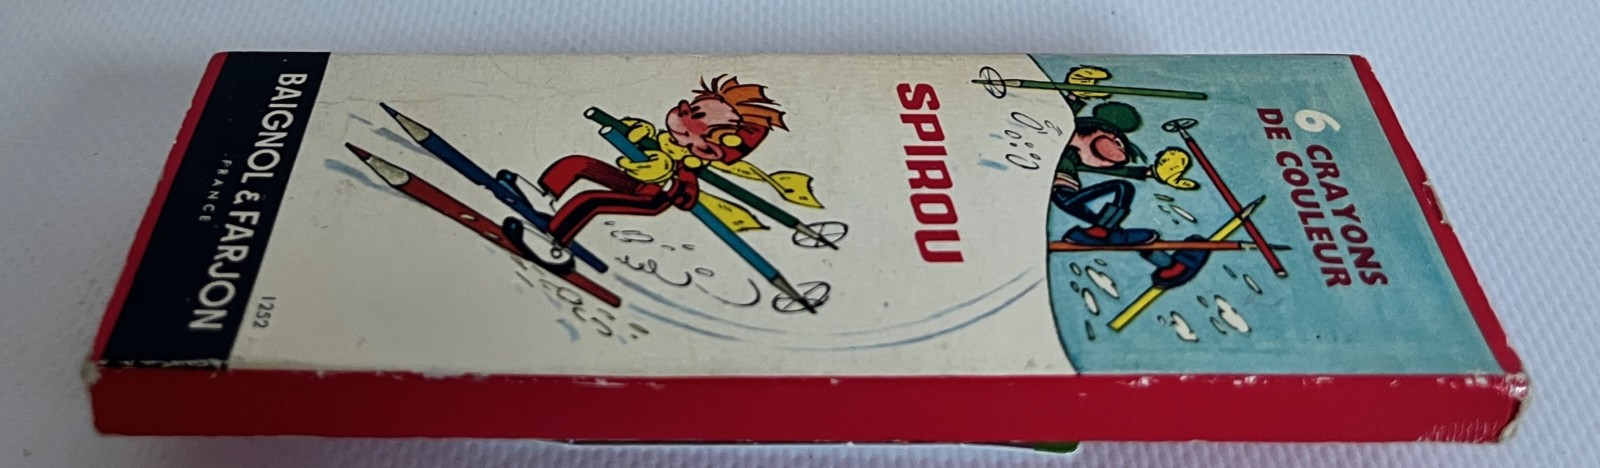 6 CRAYONS
DE COULEUR
SPIROU
1252
BAIGNOL & FARJON
FRANCE